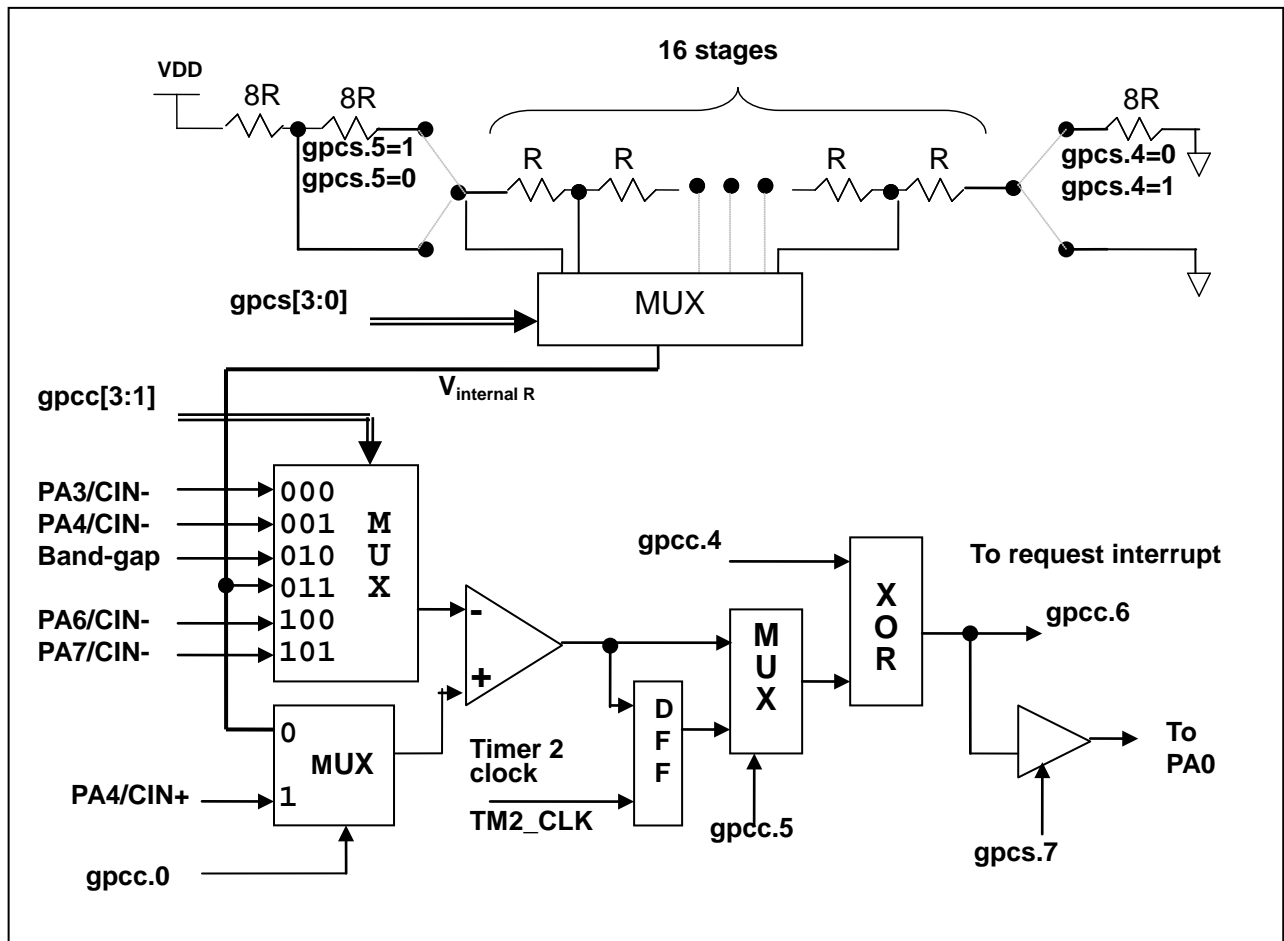 16 stages
VDD
8R
8R
8R
gpcs.5=1
gpcs.5=0
R
R
R
R
gpcs.4=0
gpcs.4=1
gpcs[3:0]
MUX
V internal R
gpcc[3:1]
PA3/CIN-
PA4/CIN-
Band-gap
PA6/CIN-
PA7/CIN-
000
001
010
011
100
101
M
U
X
-
+
gpcc.4
X
O
R
To request interrupt
gpcc.6
M
U
X
D
F
F
0
1
MUX
PA4/CIN+
gpcc.0
Timer 2
clock
TM2_CLK
gpcc.5
To
PA0
gpcs.7